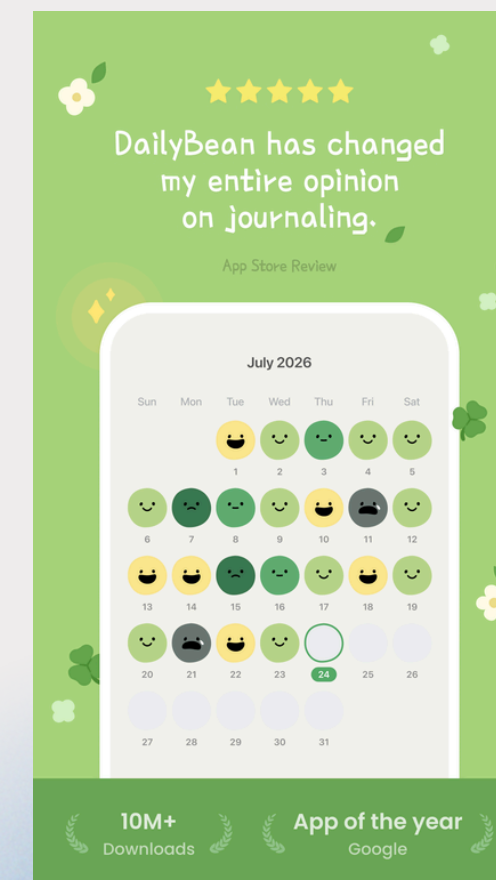 DailyBean has changed
my entire opinion
on journaling.
App Store Review
July 2026
Sun Mon Tue Wed Thu Fri Sat
1 2 3 4 5
6 7 8 9 10 11 12
13 14 15 16 17 18 19
20 21 22 23 24 25 26
27 28 29 30 31
10M+ App of the year
Downloads Google